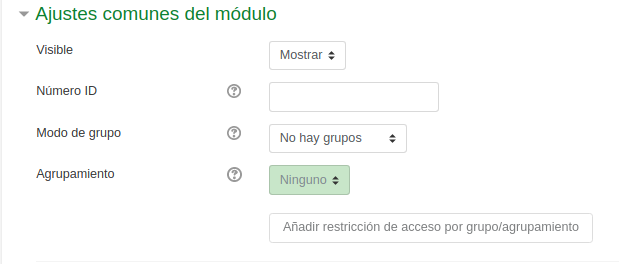 Ajustes comunes del módulo
Visible
Mostrar
Número ID
Modo de grupo
No hay grupos
Agrupamiento
Ninguno
Añadir restricción de acceso por grupo/agrupamiento